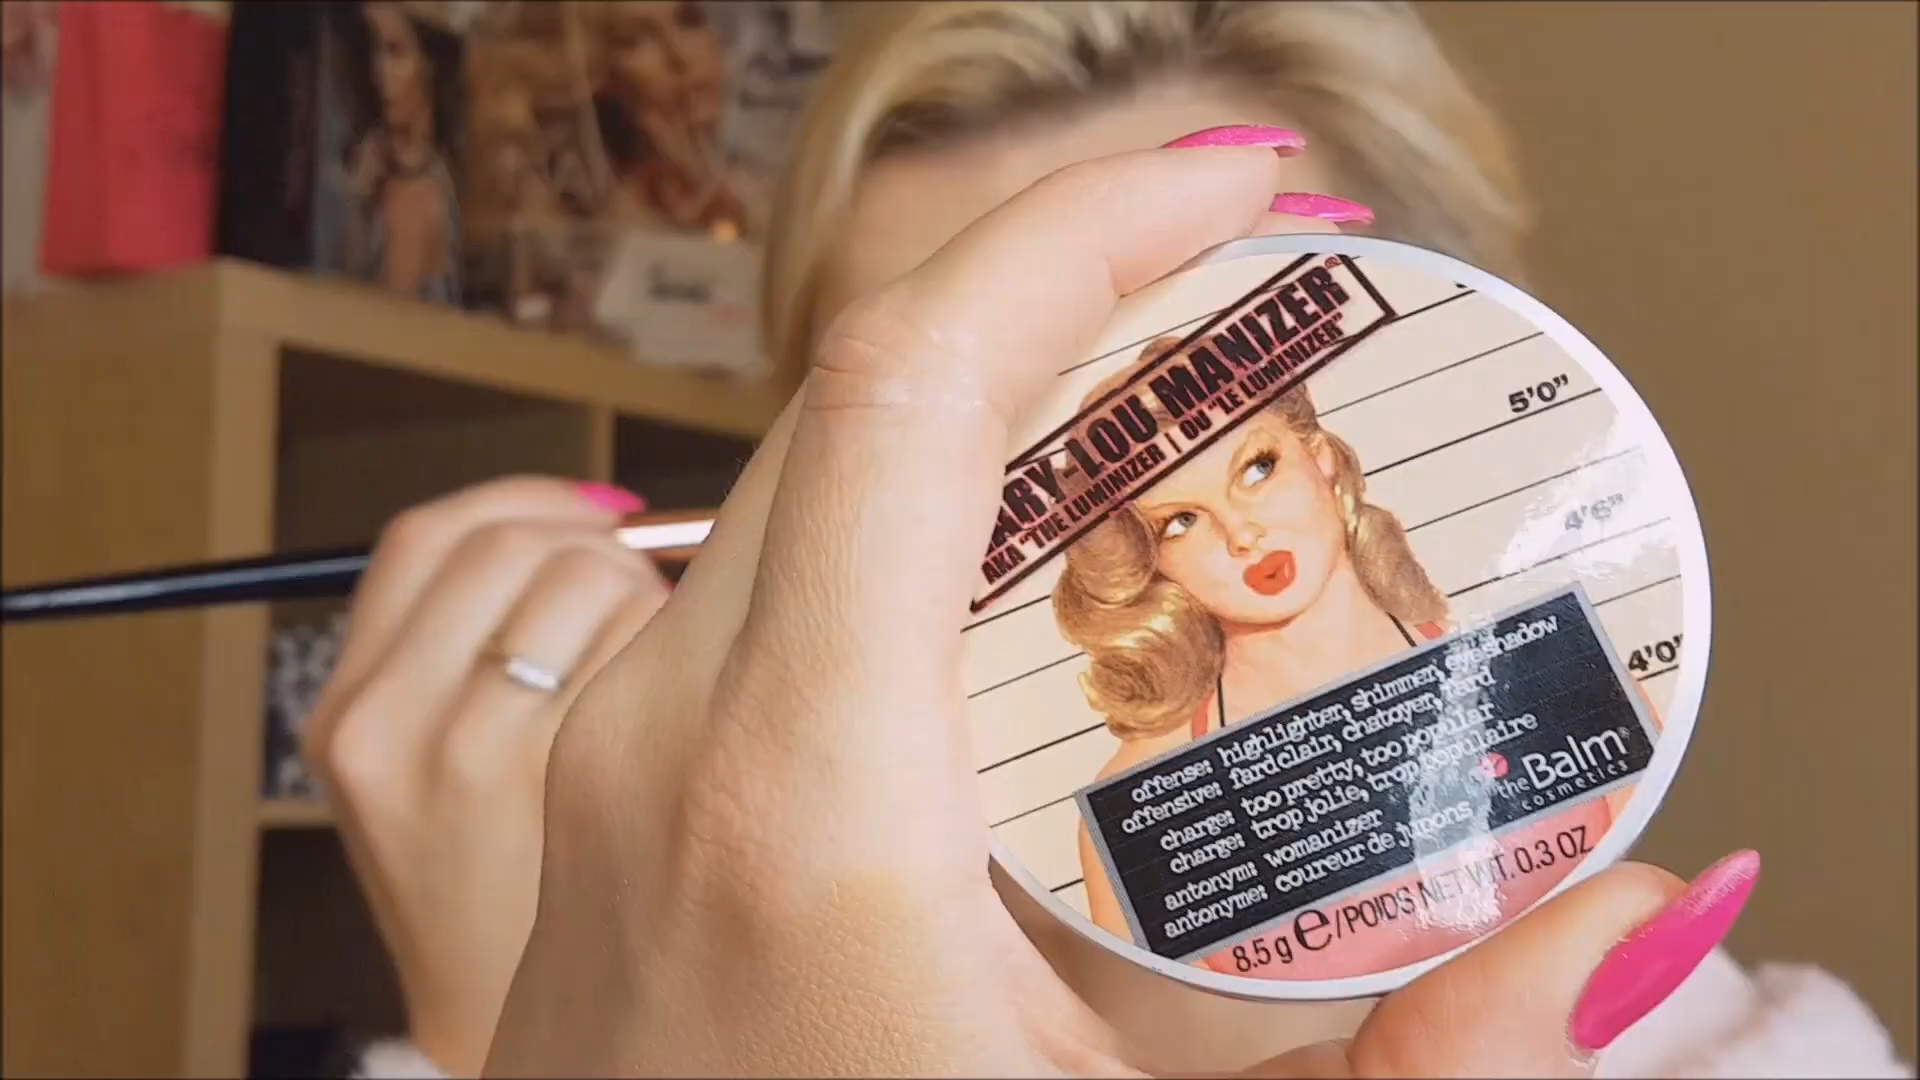 ARY-LOU MANIZER®
AKA "THE LUMINIZER | OU "LE LUMINIZER"
5'0"
4'6"
4'0"
offense: highlighter, shimmer, eyeshadow
offensive: fard clair, chatoyer, fard
charge: too pretty, too popular
charge: trop jolie, trop populaire
antonym: womanizer
antonyme: coureur de jupons
theBalm®
cosmetics
8.5 g e/POIDS NET WT. 0.3 OZ